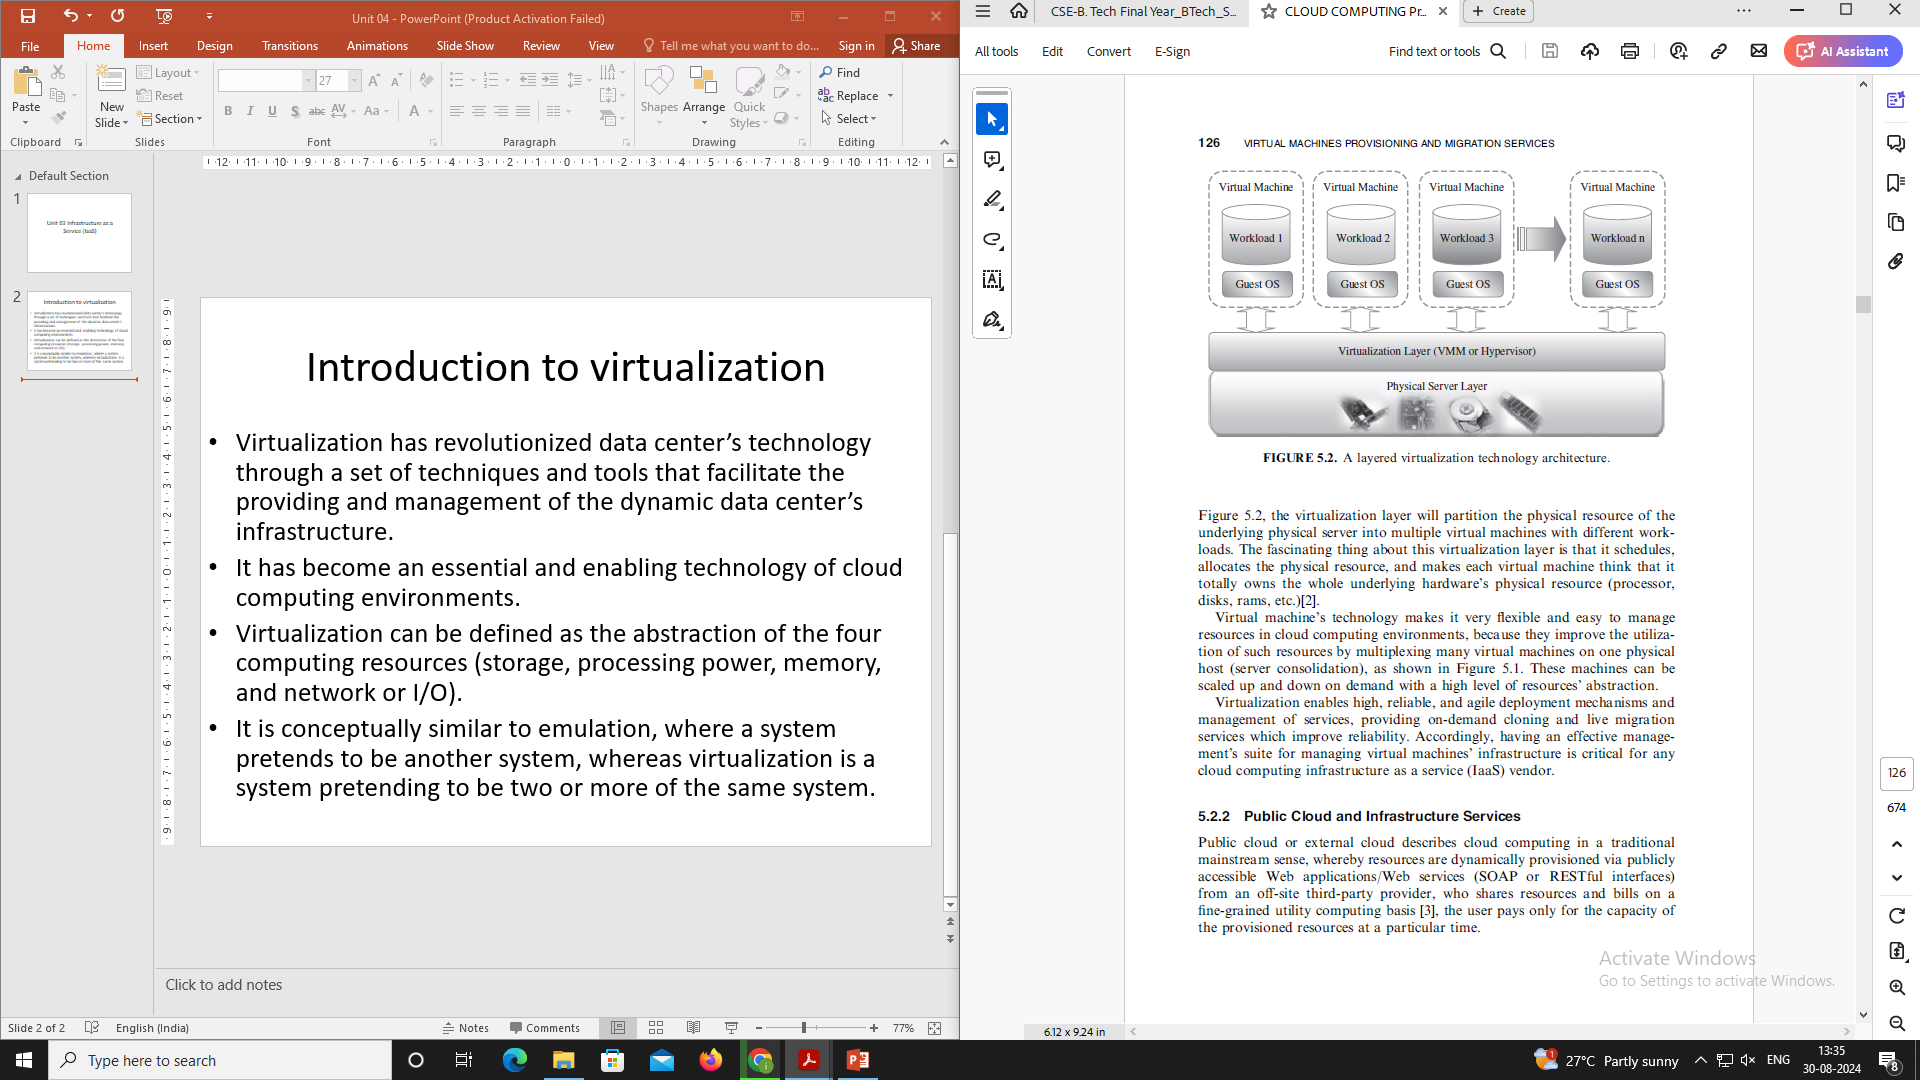 Unit 04 - PowerPoint (Product Activation Failed)
File Home Insert Design Transitions Animations Slide Show Review View Tell me what you want to do... Sign in Share
Paste
Clipboard
New
Slide
Layout
Reset
Section
Slides
27
B I U S abc AV Aa A
Font
Paragraph
Shapes Arrange Quick
Styles
Drawing
Find
Replace
Select
Editing
Default Section
1
Unit 03 Infrastructure as a
Service (IaaS)
2
Introduction to virtualization
Introduction to virtualization
• Virtualization has revolutionized data center’s technology
through a set of techniques and tools that facilitate the
providing and management of the dynamic data center’s
infrastructure.
• It has become an essential and enabling technology of cloud
computing environments.
• Virtualization can be defined as the abstraction of the four
computing resources (storage, processing power, memory,
and network or I/O).
• It is conceptually similar to emulation, where a system
pretends to be another system, whereas virtualization is a
system pretending to be two or more of the same system.
Click to add notes
Slide 2 of 2 English (India) Notes Comments 77%
CSE-B. Tech Final Year_BTech_S... CLOUD COMPUTING Pr... Create
All tools Edit Convert E-Sign Find text or tools AI Assistant
126 VIRTUAL MACHINES PROVISIONING AND MIGRATION SERVICES
Virtual Machine Virtual Machine Virtual Machine Virtual Machine
Workload 1 Workload 2 Workload 3 Workload n
Guest OS Guest OS Guest OS Guest OS
Virtualization Layer (VMM or Hypervisor)
Physical Server Layer
FIGURE 5.2. A layered virtualization technology architecture.
Figure 5.2, the virtualization layer will partition the physical resource of the
underlying physical server into multiple virtual machines with different work-
loads. The fascinating thing about this virtualization layer is that it schedules,
allocates the physical resource, and makes each virtual machine think that it
totally owns the whole underlying hardware’s physical resource (processor,
disks, rams, etc.)[2].
Virtual machine’s technology makes it very flexible and easy to manage
resources in cloud computing environments, because they improve the utiliza-
tion of such resources by multiplexing many virtual machines on one physical
host (server consolidation), as shown in Figure 5.1. These machines can be
scaled up and down on demand with a high level of resources’ abstraction.
Virtualization enables high, reliable, and agile deployment mechanisms and
management of services, providing on-demand cloning and live migration
services which improve reliability. Accordingly, having an effective manage-
ment’s suite for managing virtual machines’ infrastructure is critical for any
cloud computing infrastructure as a service (IaaS) vendor.
5.2.2 Public Cloud and Infrastructure Services
Public cloud or external cloud describes cloud computing in a traditional
mainstream sense, whereby resources are dynamically provisioned via publicly
accessible Web applications/Web services (SOAP or RESTful interfaces)
from an off-site third-party provider, who shares resources and bills on a
fine-grained utility computing basis [3], the user pays only for the capacity of
the provisioned resources at a particular time.
Activate Windows
Go to Settings to activate Windows.
126
674
6.12 x 9.24 in
Type here to search
27°C Partly sunny
ENG
13:35
30-08-2024
8